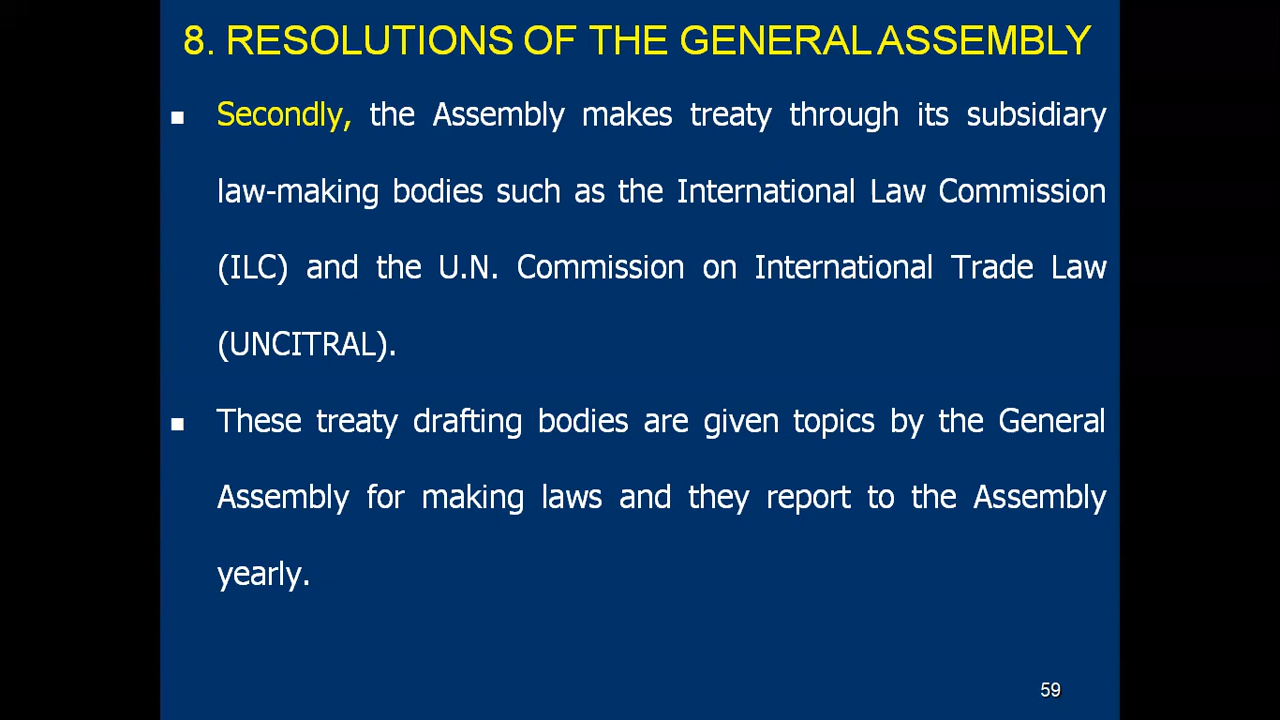 8. RESOLUTIONS OF THE GENERAL ASSEMBLY
Secondly, the Assembly makes treaty through its subsidiary
law-making bodies such as the International Law Commission
(ILC) and the U.N. Commission on International Trade Law
(UNCITRAL).
These treaty drafting bodies are given topics by the General
Assembly for making laws and they report to the Assembly
yearly.
59